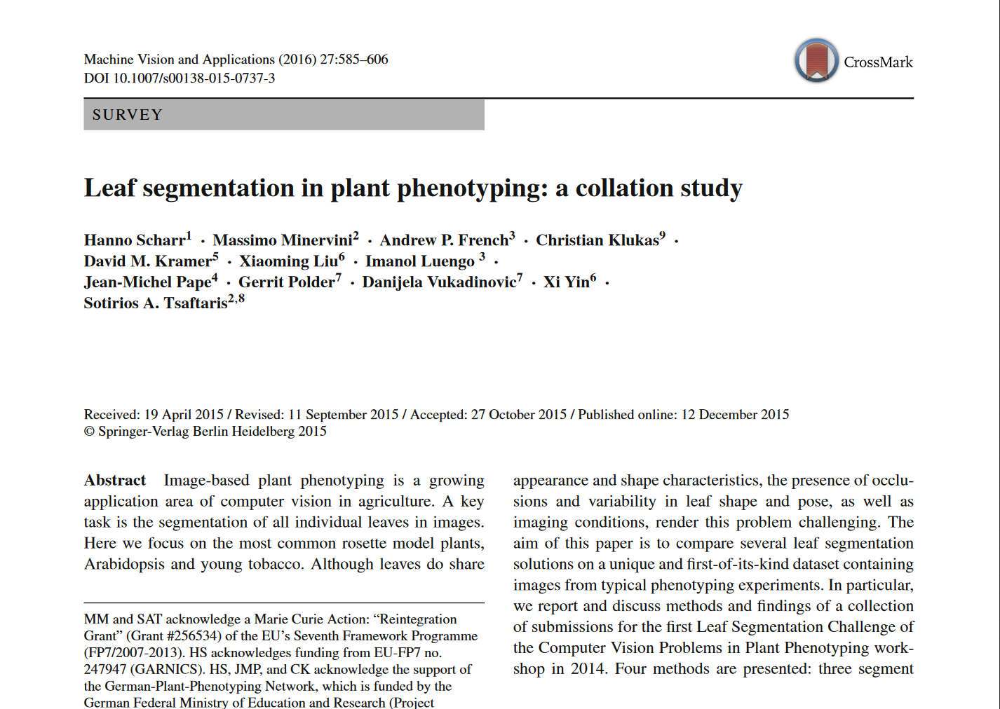 Machine Vision and Applications (2016) 27:585–606
DOI 10.1007/s00138-015-0737-3
CrossMark
SURVEY
Leaf segmentation in plant phenotyping: a collation study
Hanno Scharr1 · Massimo Minervini2 · Andrew P. French3 · Christian Klukas9 ·
David M. Kramer5 · Xiaoming Liu6 · Imanol Luengo 3 ·
Jean-Michel Pape4 · Gerrit Polder7 · Danijela Vukadinovic7 · Xi Yin6 ·
Sotirios A. Tsaftaris2,8
Received: 19 April 2015 / Revised: 11 September 2015 / Accepted: 27 October 2015 / Published online: 12 December 2015
© Springer-Verlag Berlin Heidelberg 2015
Abstract Image-based plant phenotyping is a growing
application area of computer vision in agriculture. A key
task is the segmentation of all individual leaves in images.
Here we focus on the most common rosette model plants,
Arabidopsis and young tobacco. Although leaves do share
MM and SAT acknowledge a Marie Curie Action: “Reintegration
Grant” (Grant #256534) of the EU’s Seventh Framework Programme
(FP7/2007-2013). HS acknowledges funding from EU-FP7 no.
247947 (GARNICS). HS, JMP, and CK acknowledge the support of
the German-Plant-Phenotyping Network, which is funded by the
German Federal Ministry of Education and Research (Project
appearance and shape characteristics, the presence of occlu-
sions and variability in leaf shape and pose, as well as
imaging conditions, render this problem challenging. The
aim of this paper is to compare several leaf segmentation
solutions on a unique and first-of-its-kind dataset containing
images from typical phenotyping experiments. In particular,
we report and discuss methods and findings of a collection
of submissions for the first Leaf Segmentation Challenge of
the Computer Vision Problems in Plant Phenotyping work-
shop in 2014. Four methods are presented: three segment